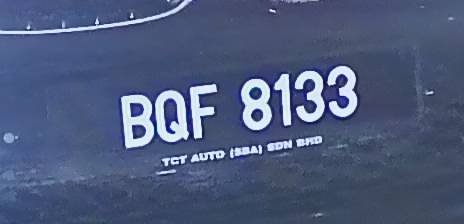 BQF 8133
TCT AUTO (SBA) SDN BHD